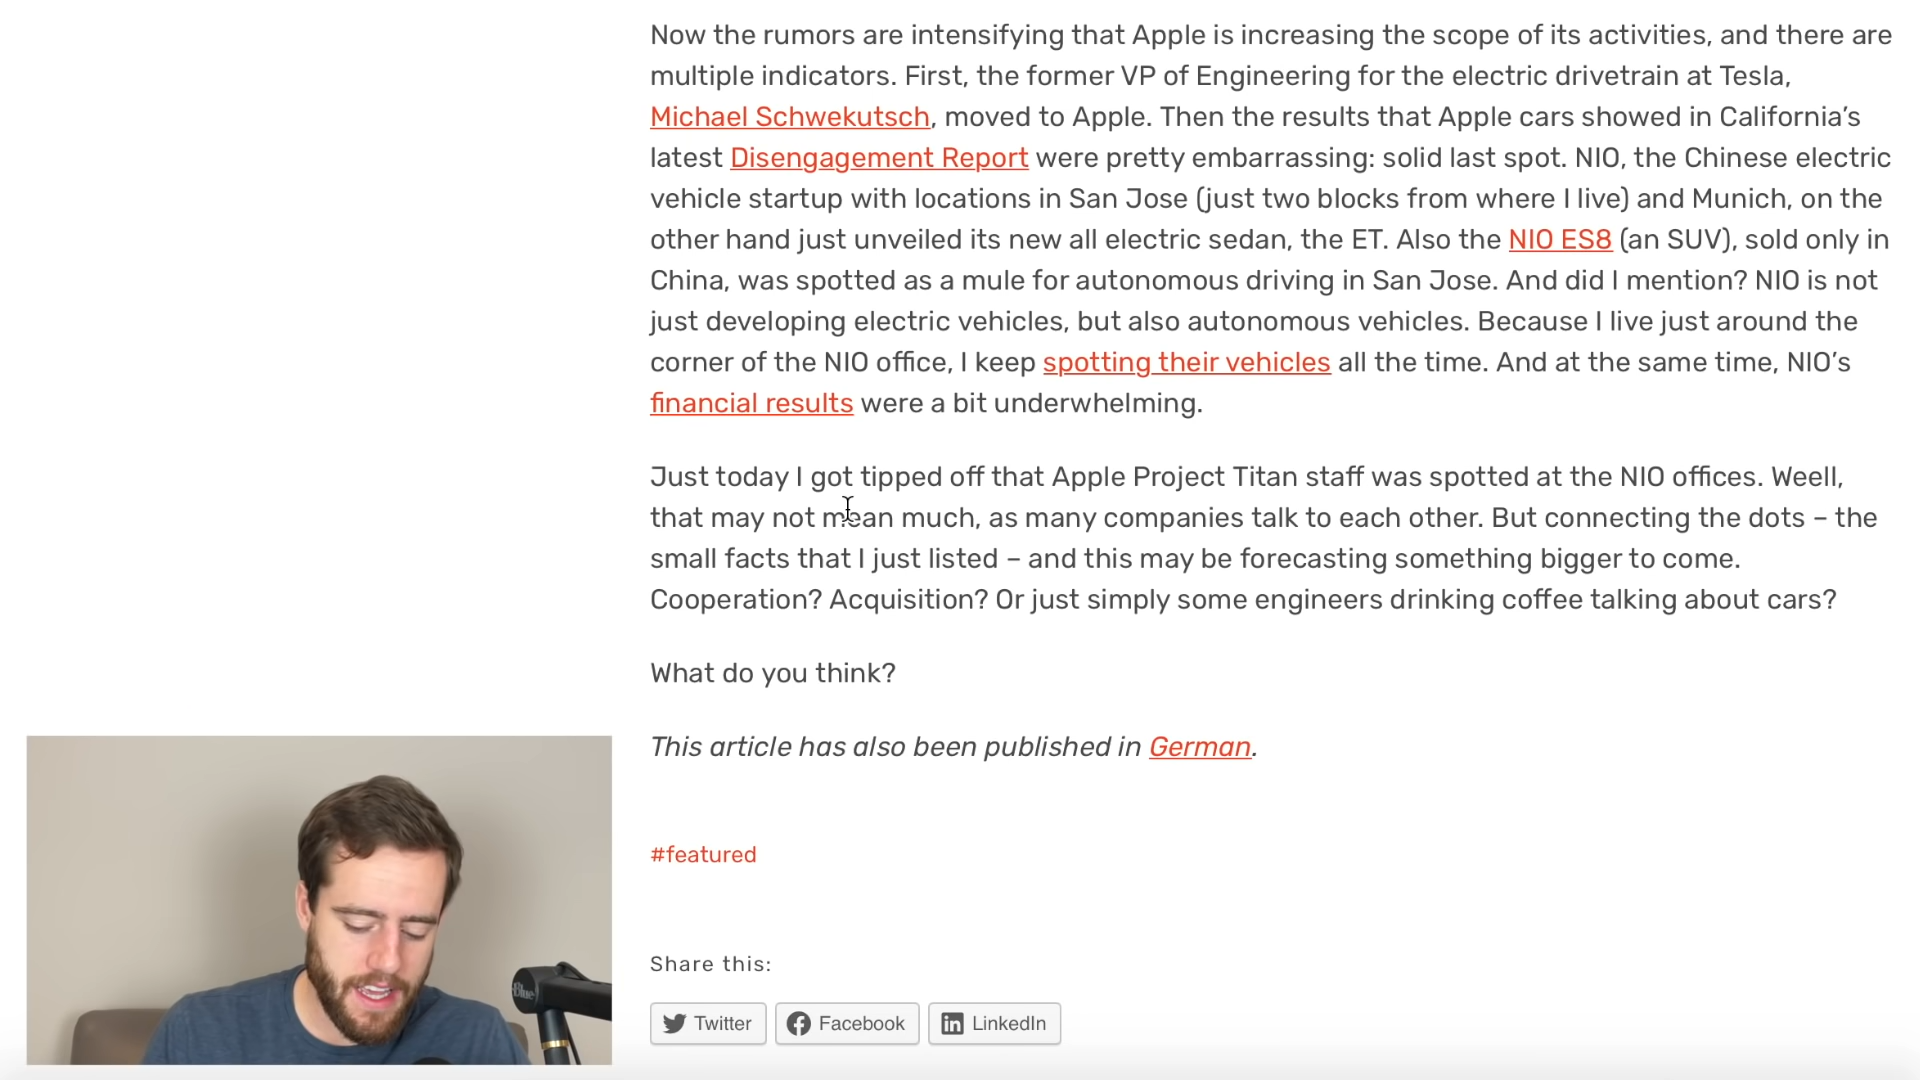 Now the rumors are intensifying that Apple is increasing the scope of its activities, and there are
multiple indicators. First, the former VP of Engineering for the electric drivetrain at Tesla,
Michael Schwekutsch, moved to Apple. Then the results that Apple cars showed in California’s
latest Disengagement Report were pretty embarrassing: solid last spot. NIO, the Chinese electric
vehicle startup with locations in San Jose (just two blocks from where I live) and Munich, on the
other hand just unveiled its new all electric sedan, the ET. Also the NIO ES8 (an SUV), sold only in
China, was spotted as a mule for autonomous driving in San Jose. And did I mention? NIO is not
just developing electric vehicles, but also autonomous vehicles. Because I live just around the
corner of the NIO office, I keep spotting their vehicles all the time. And at the same time, NIO’s
financial results were a bit underwhelming.
Just today I got tipped off that Apple Project Titan staff was spotted at the NIO offices. Weell,
that may not mean much, as many companies talk to each other. But connecting the dots – the
small facts that I just listed – and this may be forecasting something bigger to come.
Cooperation? Acquisition? Or just simply some engineers drinking coffee talking about cars?
What do you think?
This article has also been published in German.
#featured
Share this:
Twitter Facebook LinkedIn
Blue